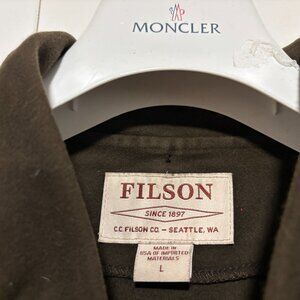 MONCLER
FILSON
SINCE 1897
C.C. FILSON CO. – SEATTLE, WA
MADE IN
USA OF IMPORTED
MATERIALS
L